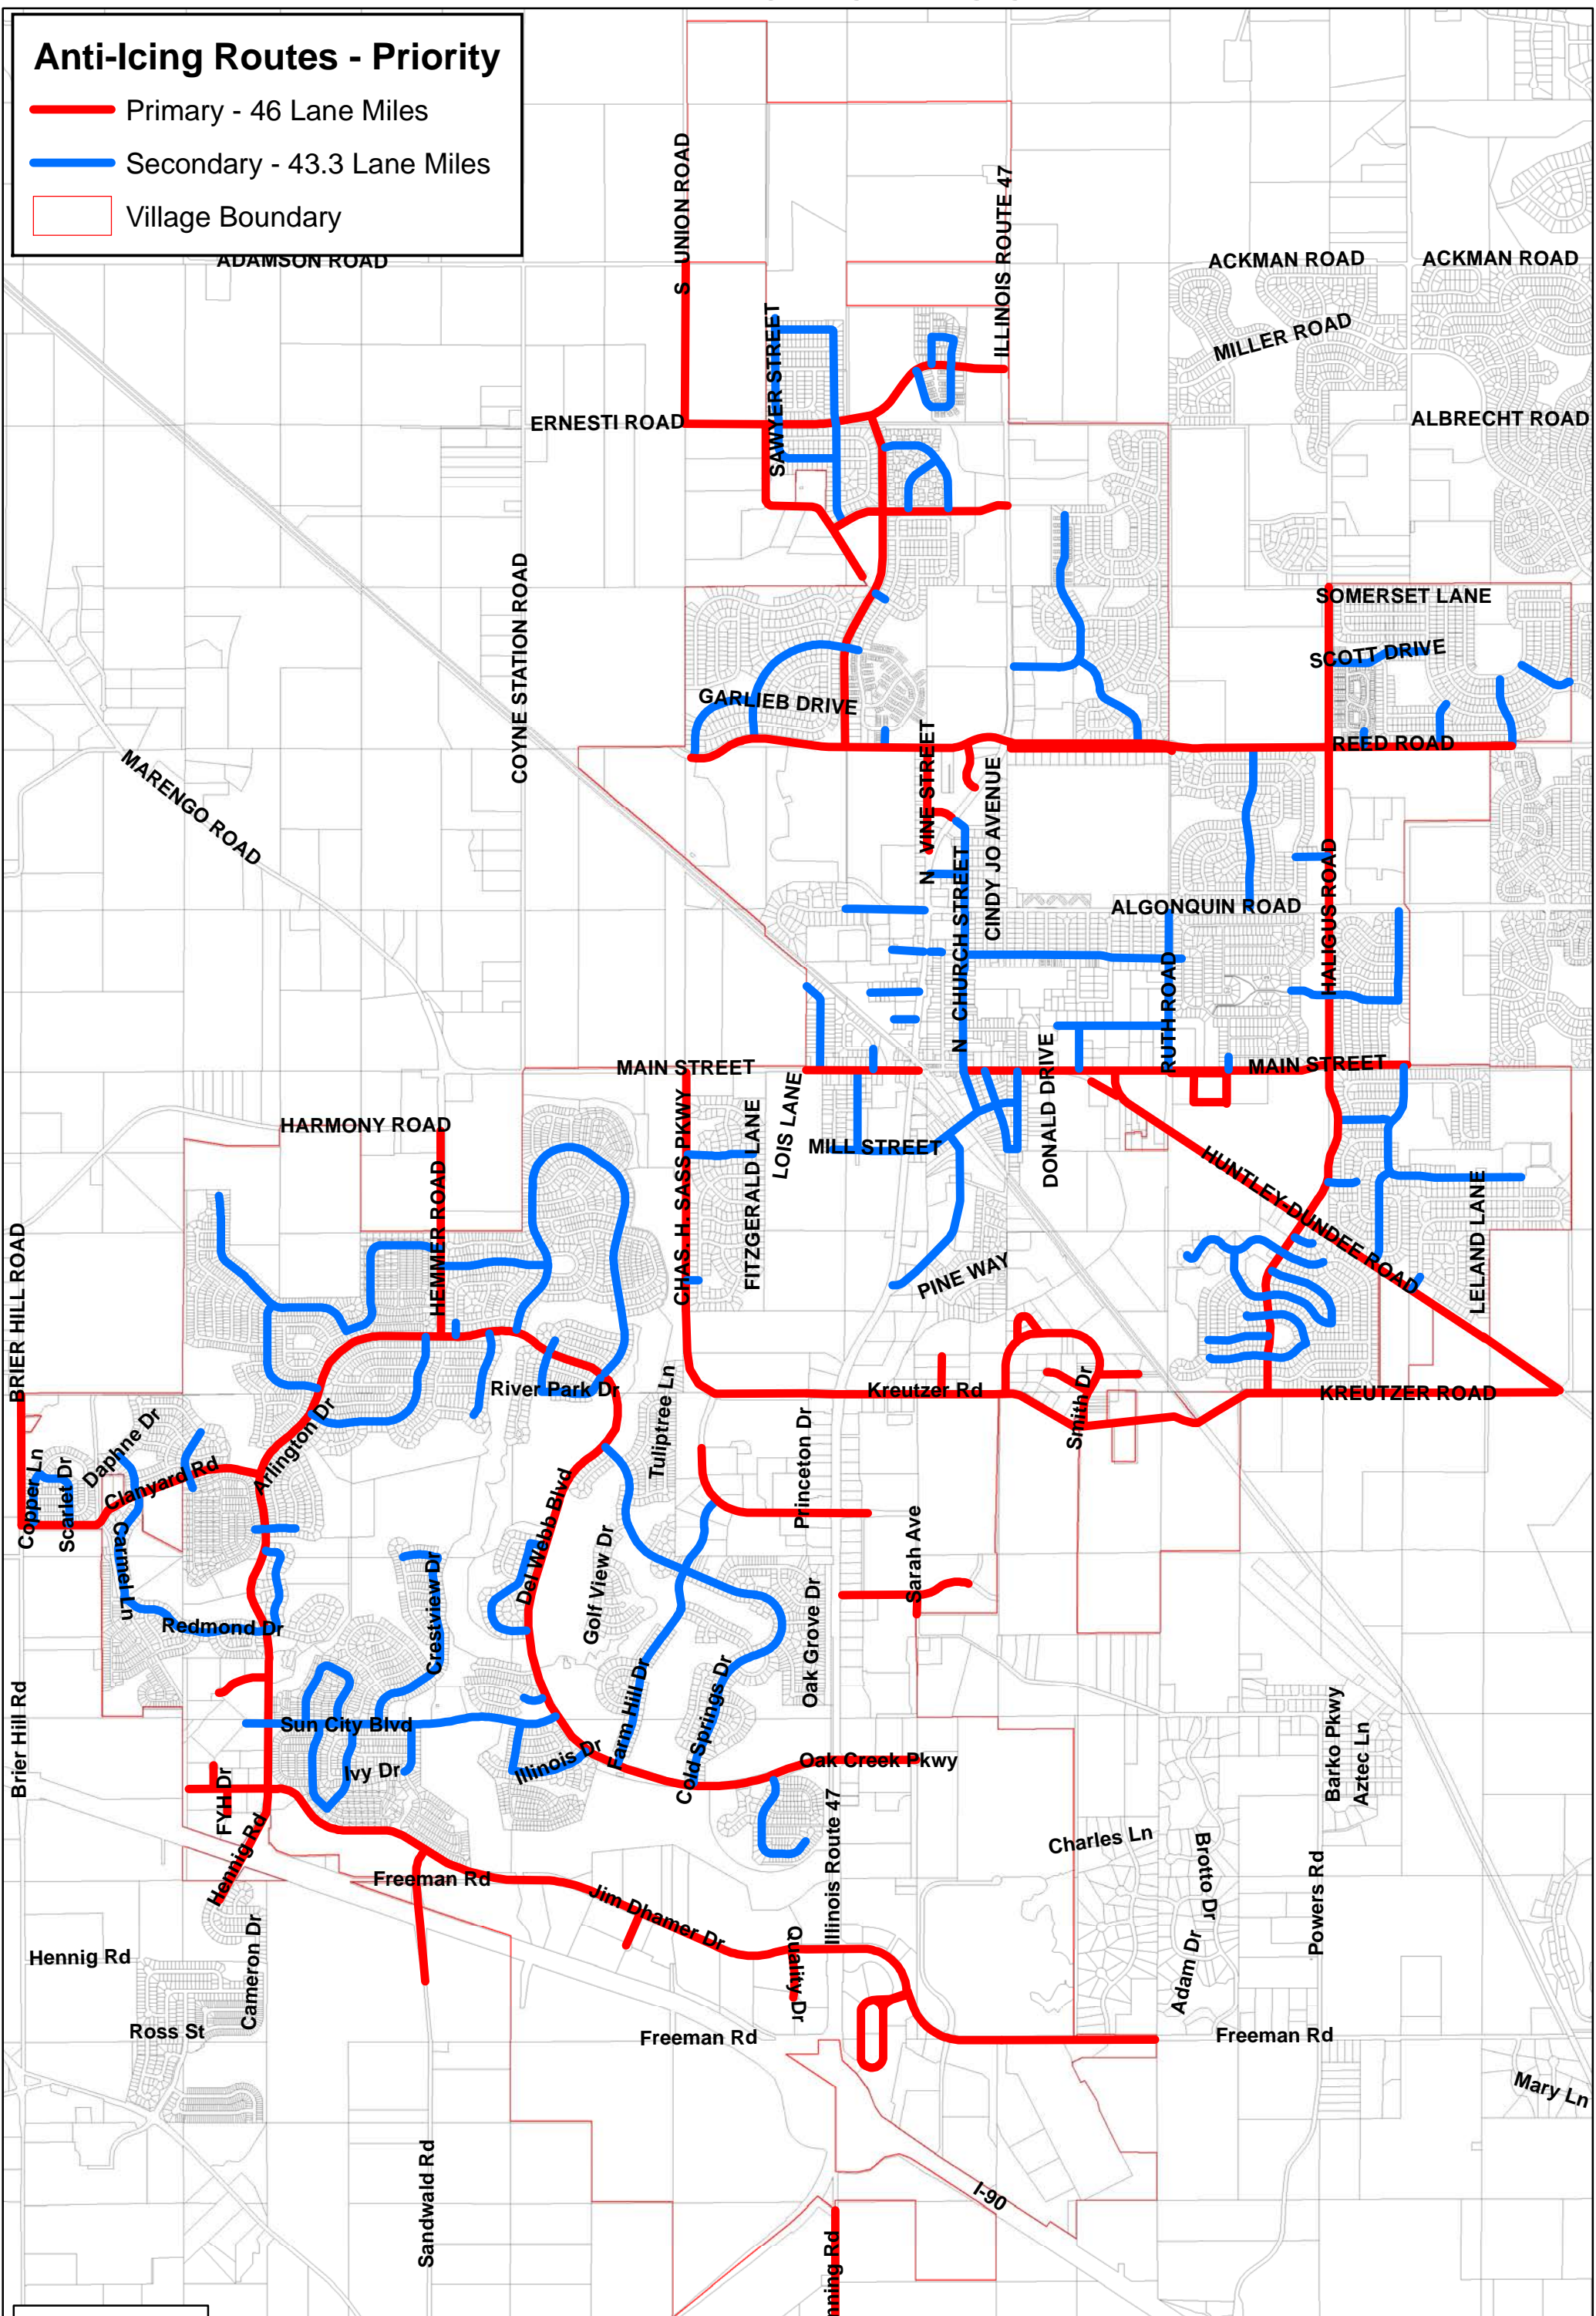 Anti-Icing Routes - Priority
Primary - 46 Lane Miles
Secondary - 43.3 Lane Miles
Village Boundary
ADAMSON ROAD
S UNION ROAD
ILLINOIS ROUTE 47
ACKMAN ROAD
ACKMAN ROAD
MILLER ROAD
SAWYER STREET
ERNESTI ROAD
ALBRECHT ROAD
COYNE STATION ROAD
SOMERSET LANE
SCOTT DRIVE
GARLIEB DRIVE
REED ROAD
MARENGO ROAD
N VINE STREET
CINDY JO AVENUE
N CHURCH STREET
ALGONQUIN ROAD
HALIGUS ROAD
RUTH ROAD
MAIN STREET
MAIN STREET
LOIS LANE
DONALD DRIVE
HARMONY ROAD
CHAS. H. SASS PKWY
FITZGERALD LANE
MILL STREET
HUNTLEY-DUNDEE ROAD
HEMMER ROAD
LELAND LANE
BRIER HILL ROAD
PINE WAY
River Park Dr
Kreutzer Rd
KREUTZER ROAD
Tuliptree Ln
Smith Dr
Arlington Dr
Daphne Dr
Clanyard Rd
Copper Ln
Scarlet Dr
Princeton Dr
Del Webb Blvd
Golf View Dr
Sarah Ave
Carmel Ln
Crestview Dr
Redmond Dr
Oak Grove Dr
Farm Hill Dr
Cold Springs Dr
Brier Hill Rd
Sun City Blvd
Barko Pkwy
Aztec Ln
Illinois Dr
Ivy Dr
Oak Creek Pkwy
FYH Dr
Illinois Route 47
Hennig Rd
Charles Ln
Brotto Dr
Freeman Rd
Jim Dhamer Dr
Powers Rd
Quality Dr
Hennig Rd
Cameron Dr
Adam Dr
Ross St
Freeman Rd
Freeman Rd
Mary Ln
Sandwald Rd
I-90